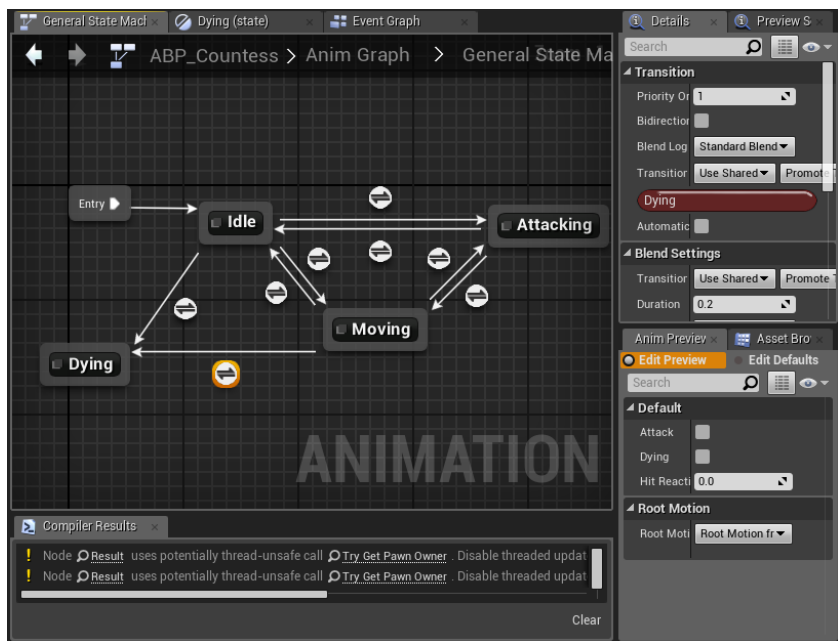 General State Macl
Dying (state)
Event Graph
ABP_Countess > Anim Graph > General State Ma
Entry
Idle
Attacking
Moving
Dying
ANIMATION
Compiler Results
! Node Result uses potentially thread-unsafe call Try Get Pawn Owner . Disable threaded updat
! Node Result uses potentially thread-unsafe call Try Get Pawn Owner . Disable threaded updat
Clear
Details
Preview S
Search
Transition
Priority Or 1
Bidirection
Blend Log Standard Blend
Transition Use Shared Promote T
Dying
Automatic
Blend Settings
Transition Use Shared Promote T
Duration 0.2
Anim Preview
Asset Bro
Edit Preview
Edit Defaults
Search
Default
Attack
Dying
Hit Reacti 0.0
Root Motion
Root Moti Root Motion fr